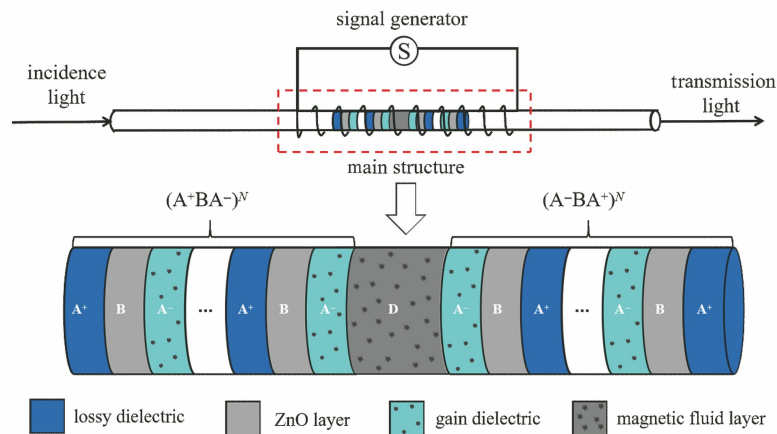 signal generator
S
incidence
light
transmission
light
main structure
(A⁺BA⁻)ᴺ
(A⁻BA⁺)ᴺ
A⁺ B A⁻ ... A⁺ B A⁻ D A⁻ B A⁺ ... A⁻ B A⁺
lossy dielectric ZnO layer gain dielectric magnetic fluid layer